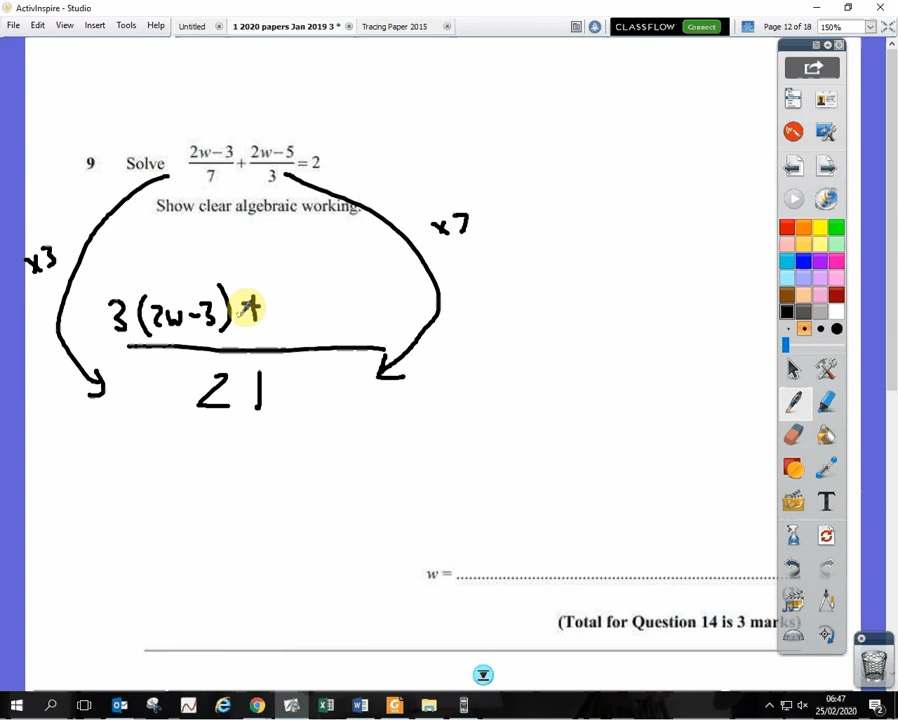 ActivInspire - Studio
File Edit View Insert Tools Help
Untitled
1 2020 papers Jan 2019 3 *
Tracing Paper 2015
CLASSFLOW Connect
Page 12 of 18
150%
9 Solve (2w−3)/7 + (2w−5)/3 = 2
Show clear algebraic working.
x3
x7
3(2w-3)+
21
T
w = ........................
(Total for Question 14 is 3 marks)
06:47
25/02/2020
2